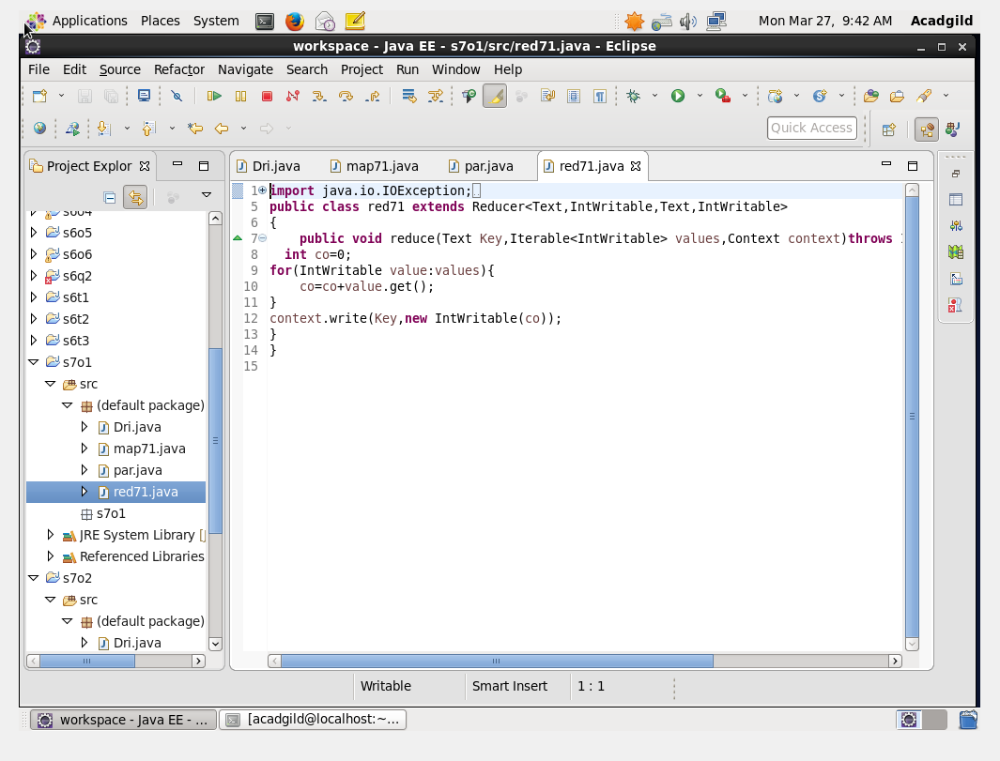 Applications Places System Mon Mar 27, 9:42 AM Acadgild
workspace - Java EE - s7o1/src/red71.java - Eclipse
File Edit Source Refactor Navigate Search Project Run Window Help
Quick Access
Project Explor
s6o4
s6o5
s6o6
s6q2
s6t1
s6t2
s6t3
s7o1
src
(default package)
Dri.java
map71.java
par.java
red71.java
s7o1
JRE System Library [
Referenced Libraries
s7o2
src
(default package)
Dri.java
Dri.java map71.java par.java red71.java
1 import java.io.IOException;
5 public class red71 extends Reducer<Text,IntWritable,Text,IntWritable>
6 {
7 public void reduce(Text Key,Iterable<IntWritable> values,Context context)throws
8 int co=0;
9 for(IntWritable value:values){
10 co=co+value.get();
11 }
12 context.write(Key,new IntWritable(co));
13 }
14 }
15
Writable Smart Insert 1 : 1
workspace - Java EE - ... [acadgild@localhost:~...